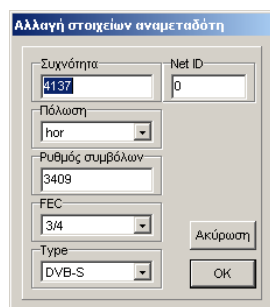 Αλλαγή στοιχείων αναμεταδότη
Συχνότητα Net ID
4137 0
Πόλωση
hor
Ρυθμός συμβόλων
3409
FEC
3/4
Ακύρωση
Type
DVB-S OK